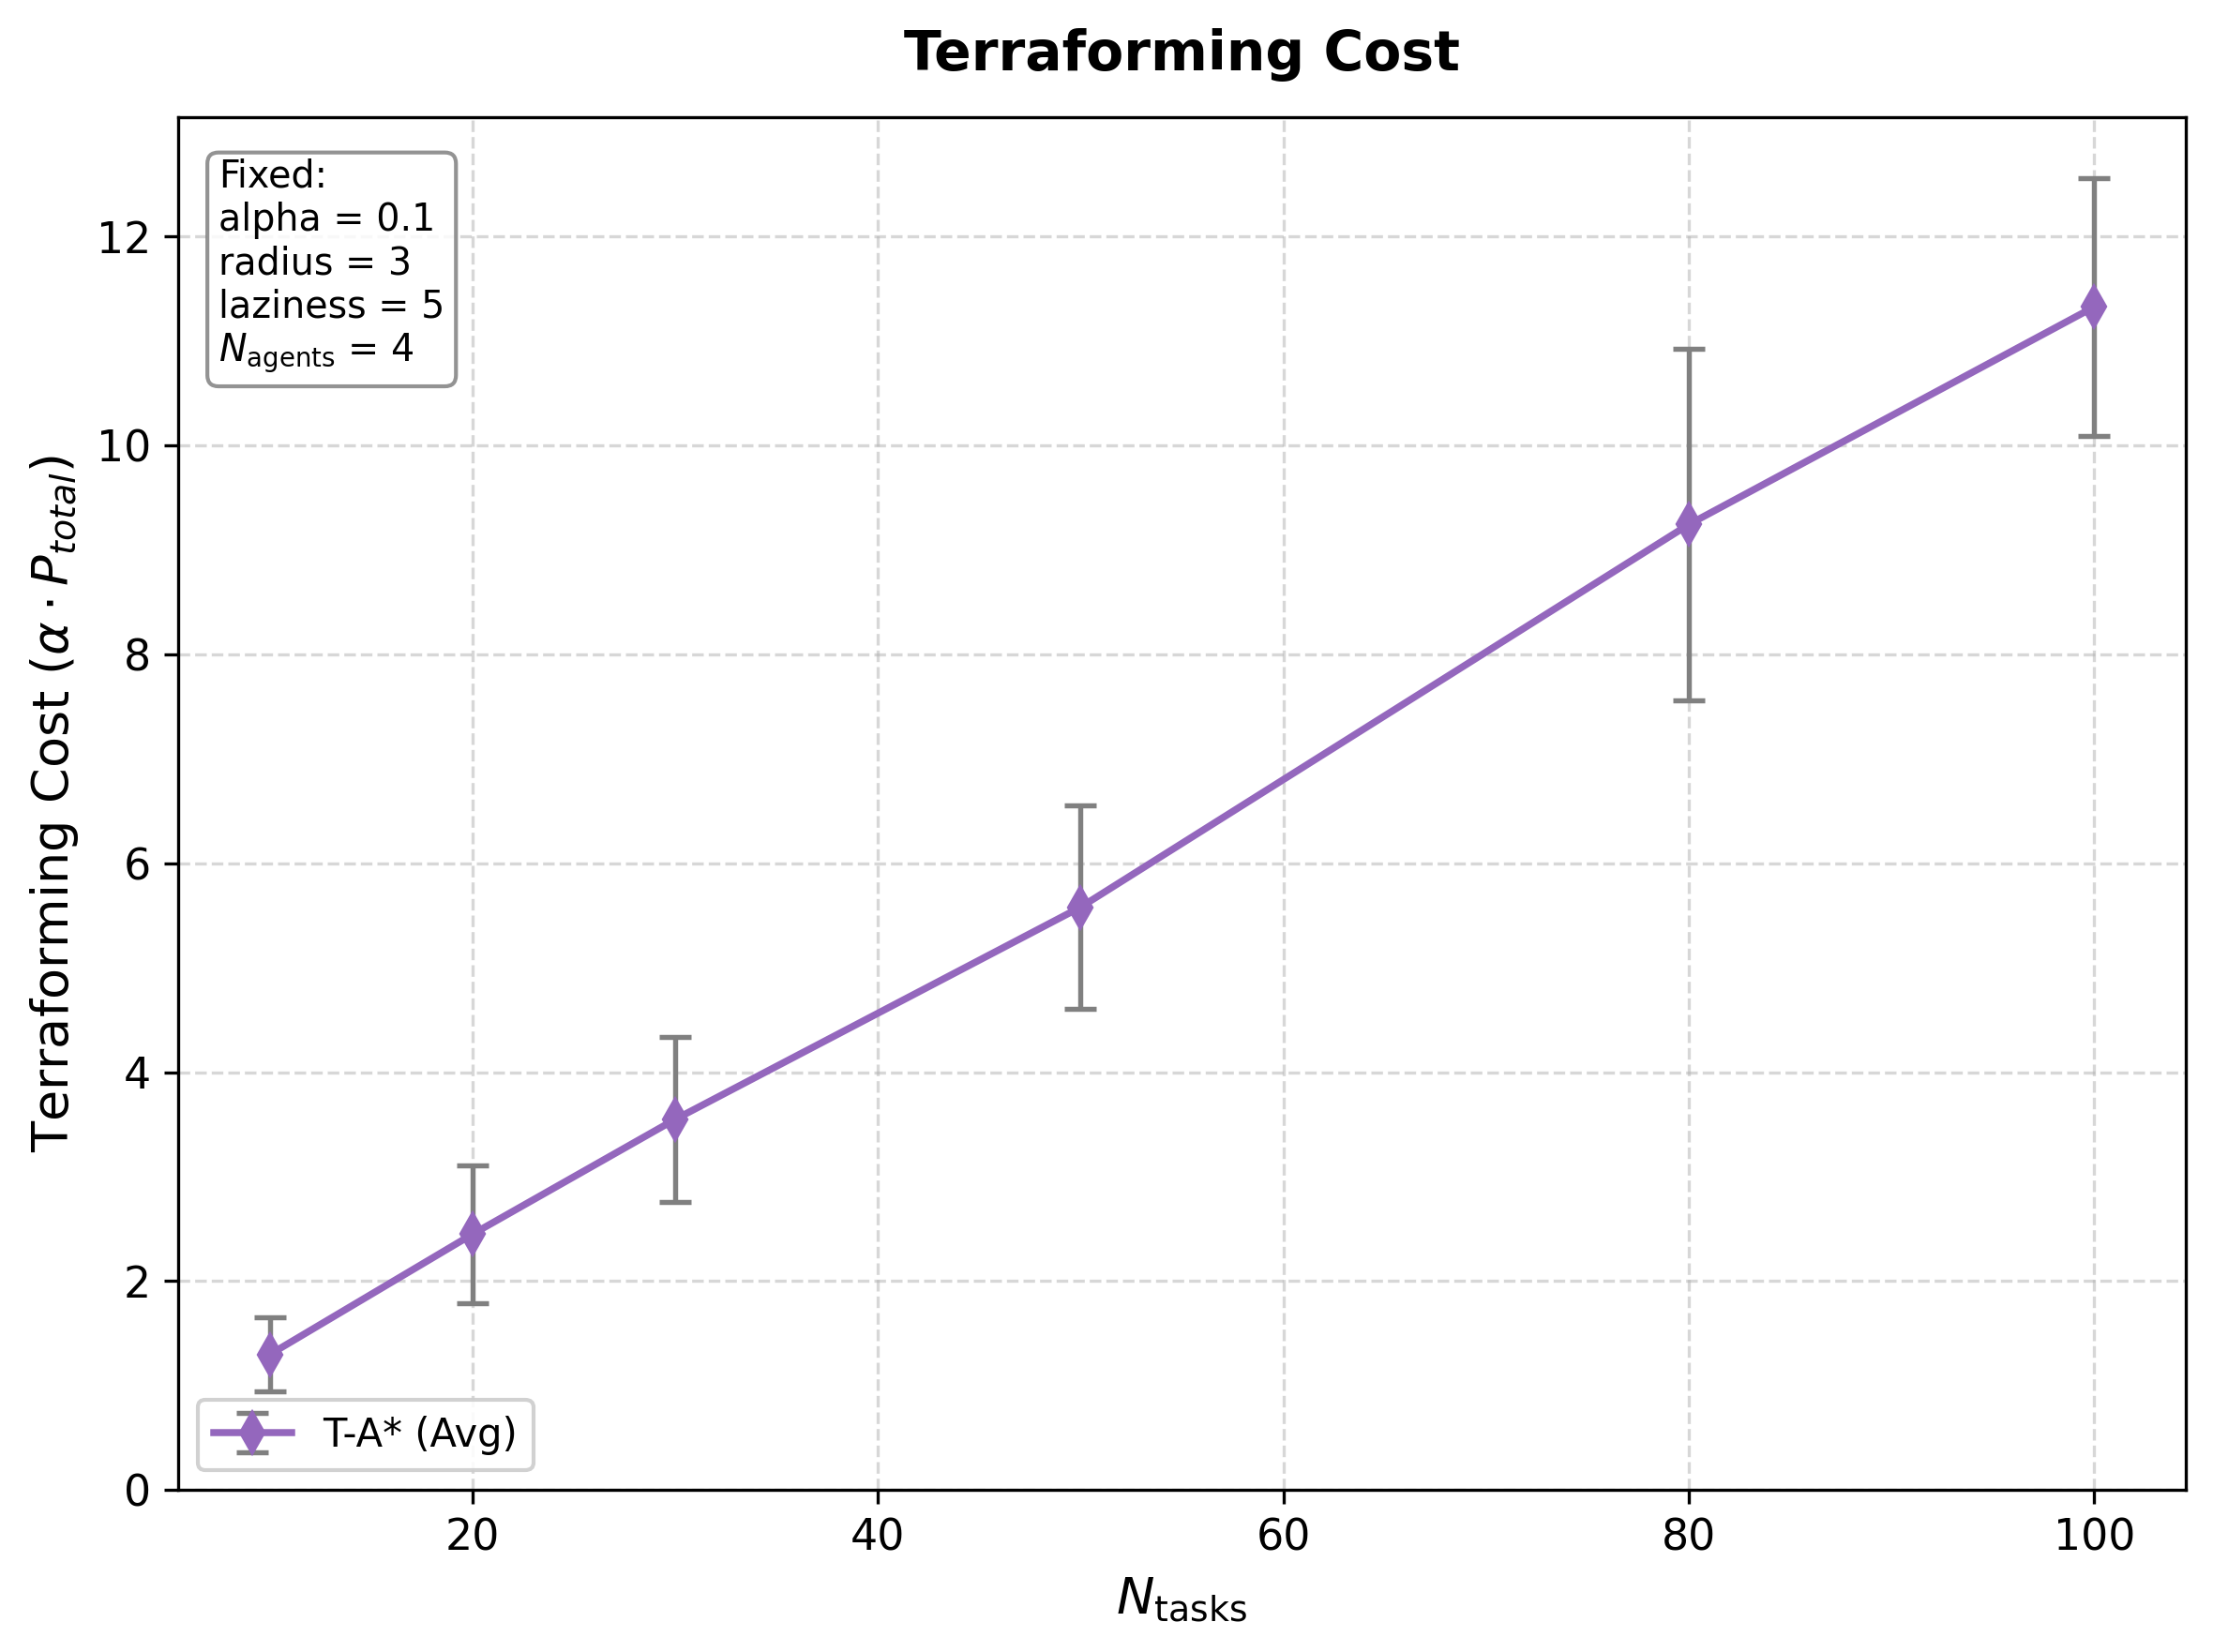 Terraforming Cost
Fixed:
alpha = 0.1
radius = 3
laziness = 5
N_agents = 4
Terraforming Cost (α · P_total)
12
10
8
6
4
2
0
T-A* (Avg)
20
40
60
80
100
N_tasks